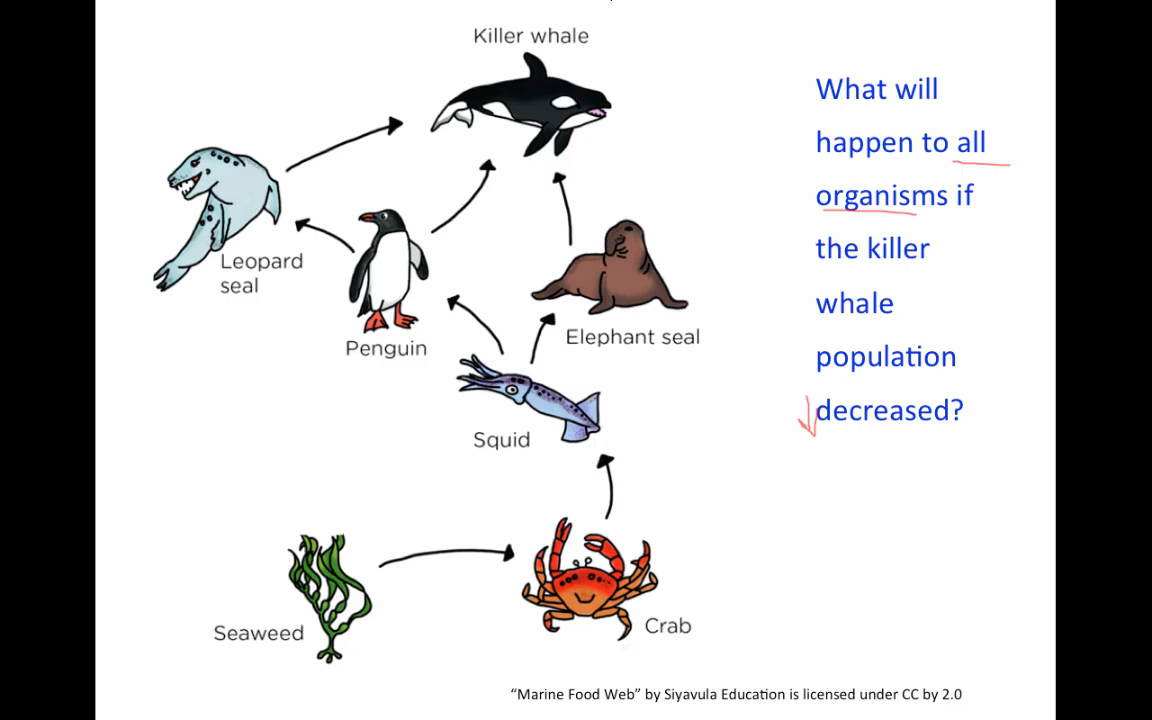 Killer whale
What will
happen to all
organisms if
the killer
whale
population
decreased?
Leopard
seal
Penguin
Elephant seal
Squid
Seaweed
Crab
“Marine Food Web” by Siyavula Education is licensed under CC by 2.0